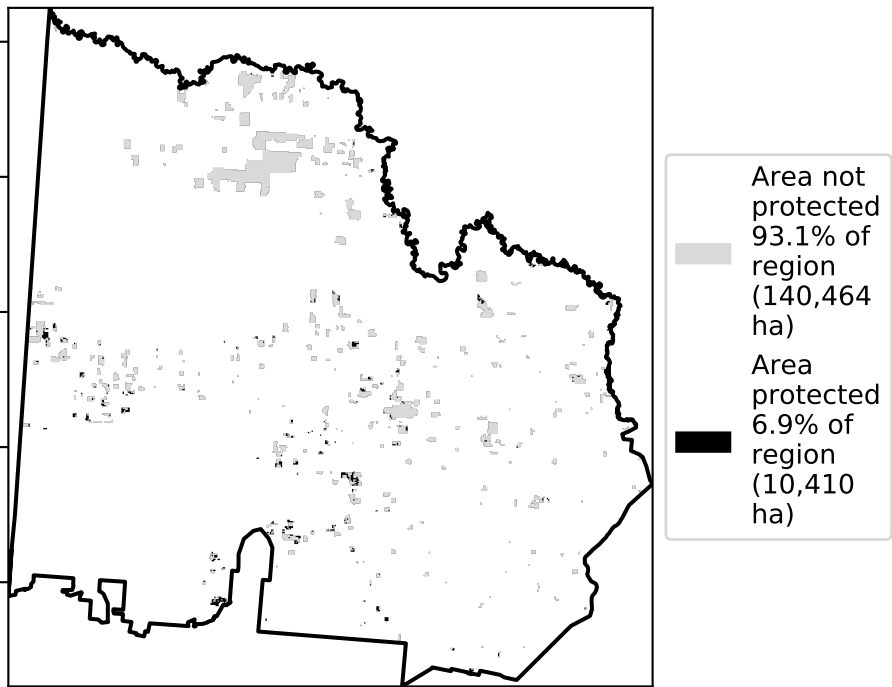 Area not
protected
93.1% of
region
(140,464
ha)
Area
protected
6.9% of
region
(10,410
ha)